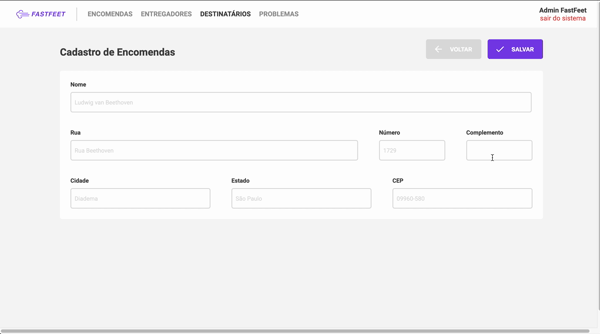 FASTFEET
ENCOMENDAS ENTREGADORES DESTINATÁRIOS PROBLEMAS
Admin FastFeet
sair do sistema
Cadastro de Encomendas
VOLTAR
SALVAR
Nome
Ludwig van Beethoven
Rua Número Complemento
Rua Beethoven 1729
Cidade Estado CEP
Diadema São Paulo 09960-580